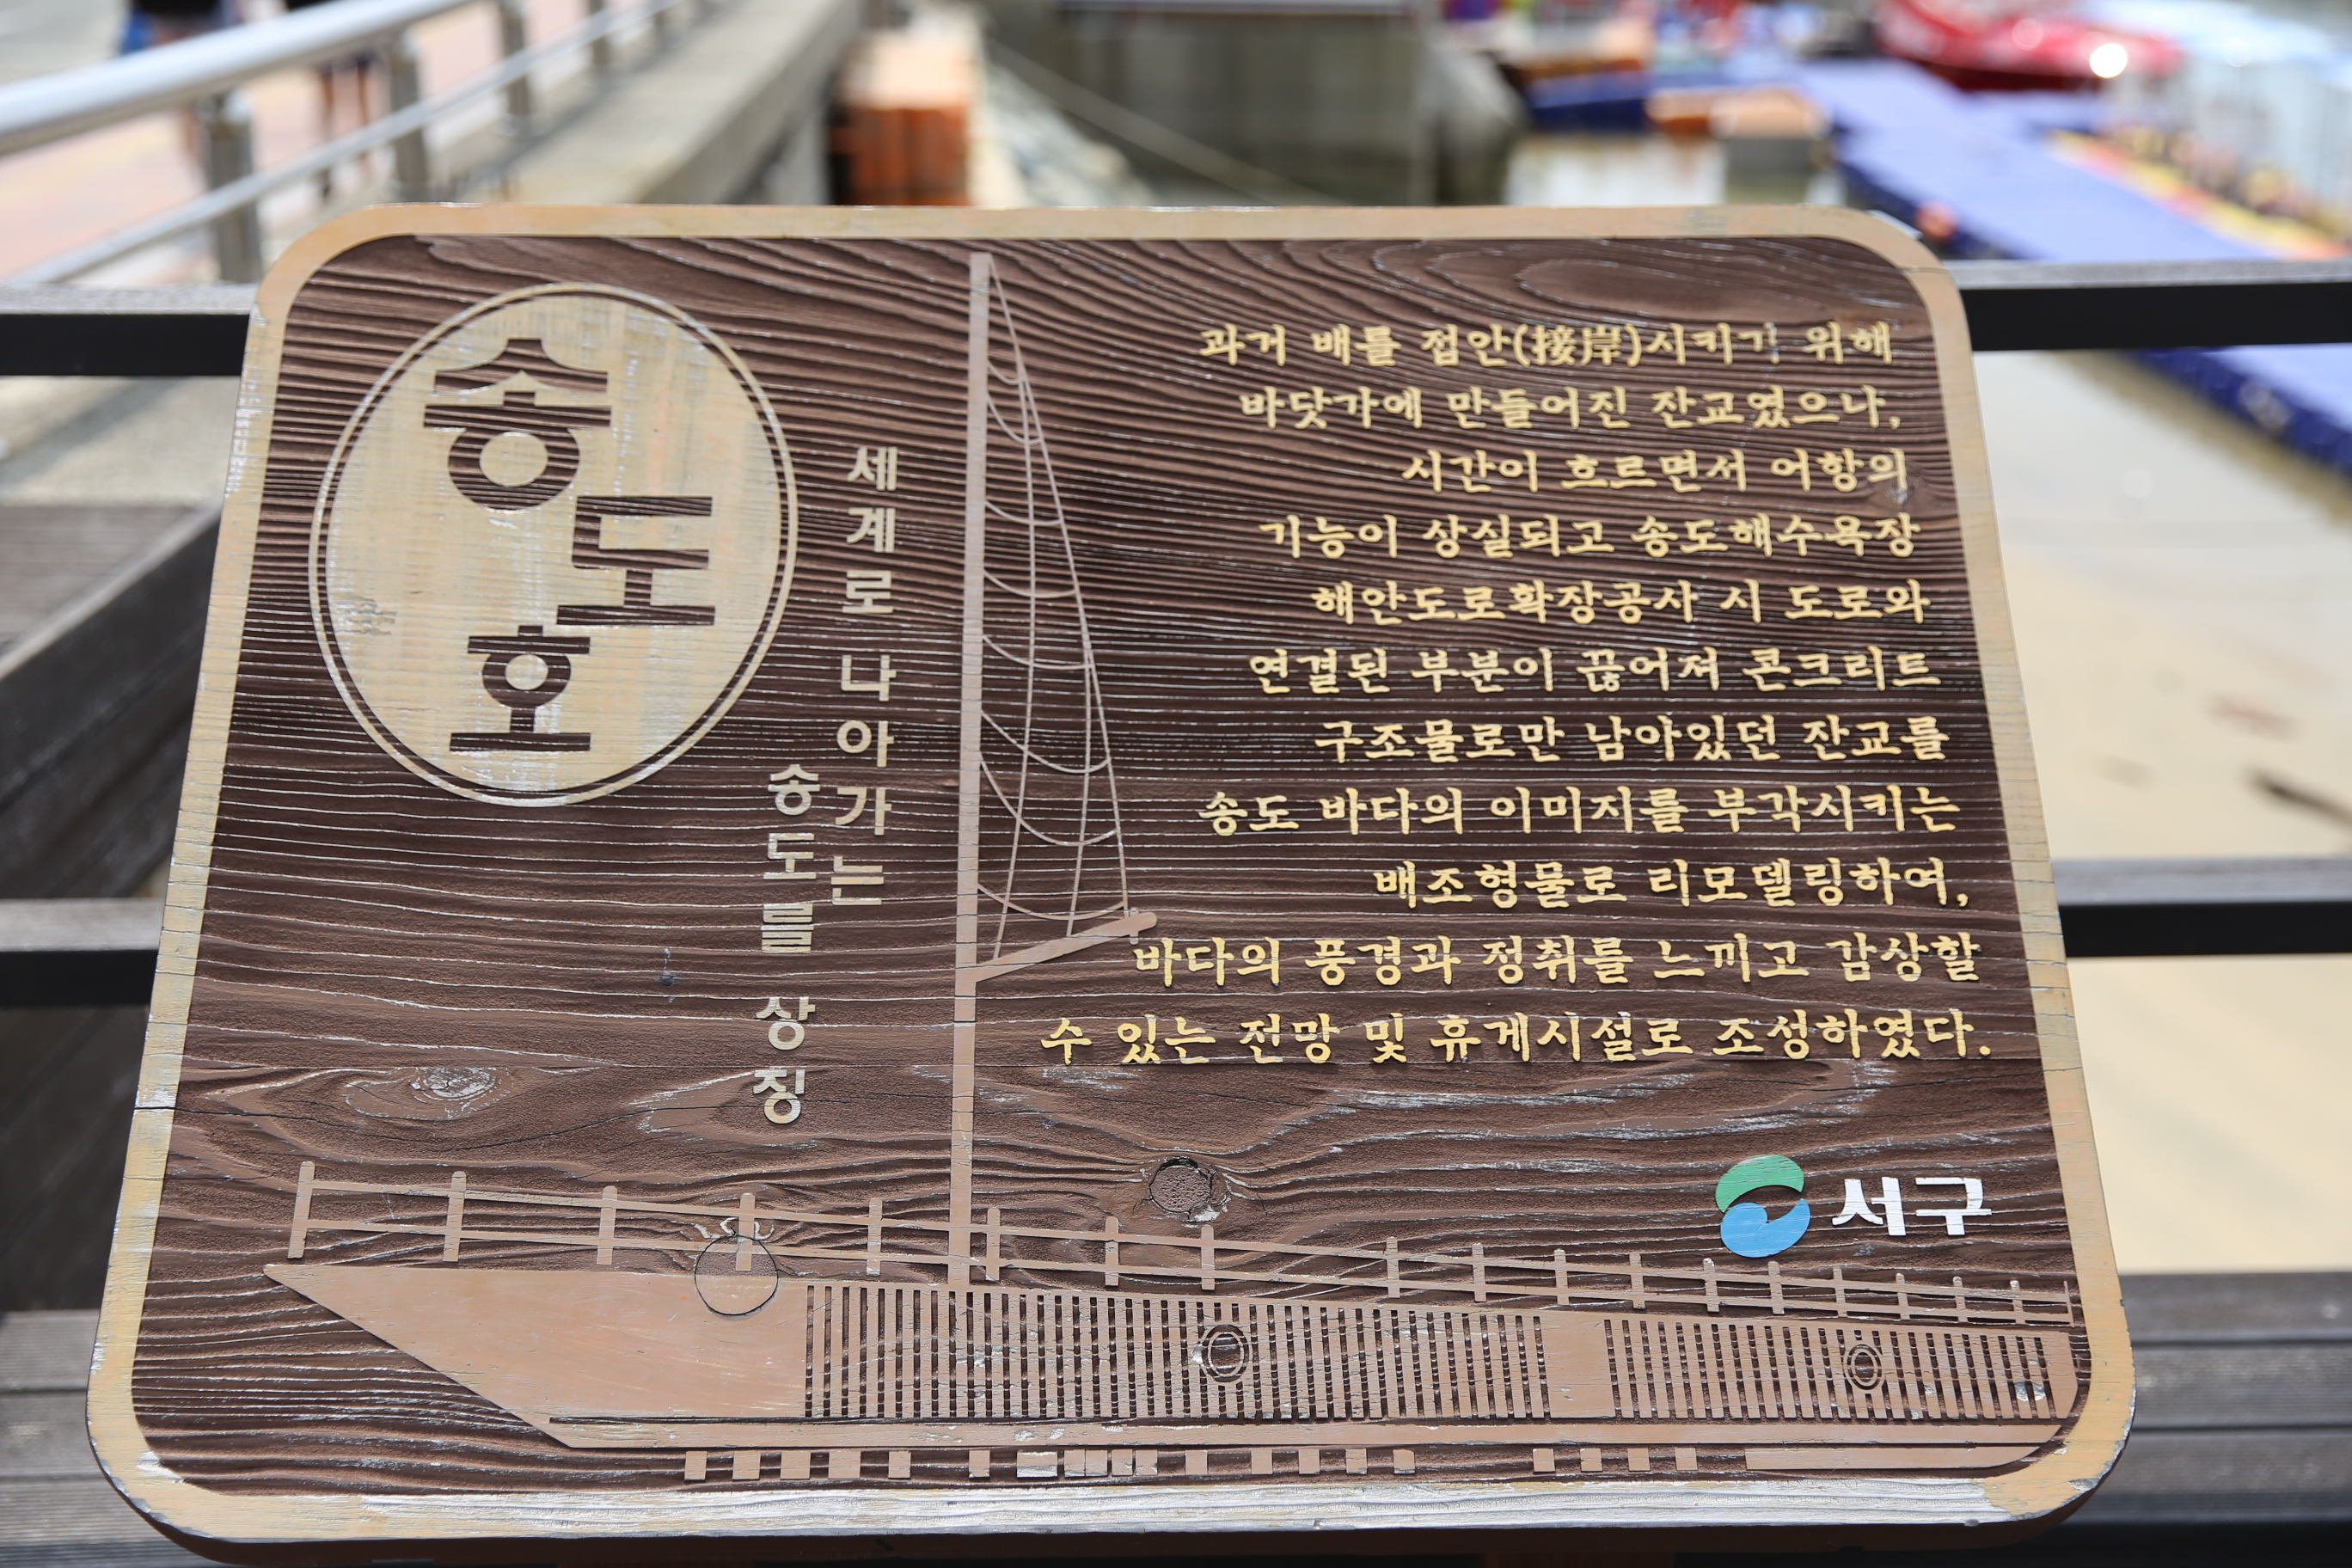 송도호
세계로 나아가는
송도를 상징
과거 배를 접안(接岸)시키기 위해
바닷가에 만들어진 잔교였으나,
시간이 흐르면서 어항의
기능이 상실되고 송도해수욕장
해안도로확장공사 시 도로와
연결된 부분이 끊어져 콘크리드
구조물로만 남아있던 잔교를
송도 바다의 이미지를 부각시키는
배조형물로 리모델링하여,
바다의 풍경과 정취를 느끼고 감상할
수 있는 전망 및 휴게시설로 조성하였다.
서구